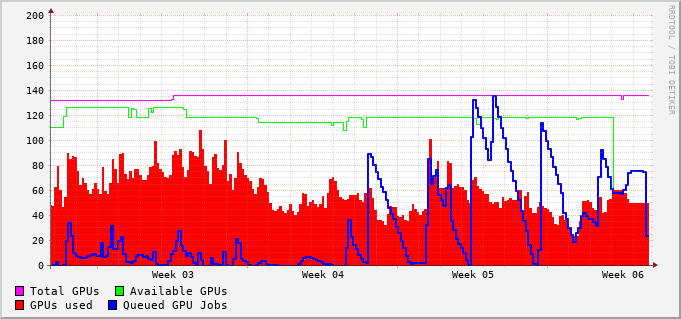 200
180
160
140
120
100
80
60
40
20
0
Week 03 Week 04 Week 05 Week 06
Total GPUs Available GPUs
GPUs used Queued GPU Jobs
RRDTOOL / TOBI OETIKER